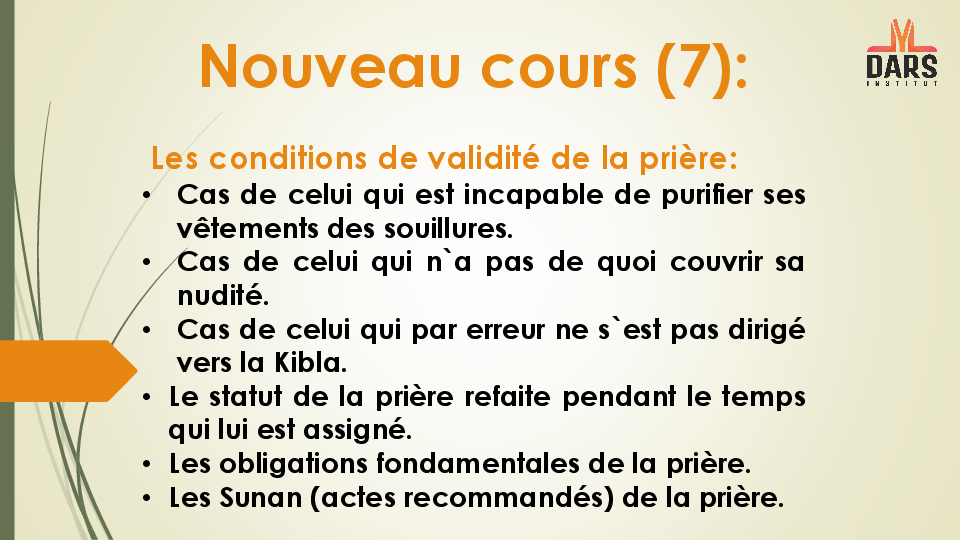 Nouveau cours (7):
DARS
INSTITUT
Les conditions de validité de la prière:
• Cas de celui qui est incapable de purifier ses
vêtements des souillures.
• Cas de celui qui n`a pas de quoi couvrir sa
nudité.
• Cas de celui qui par erreur ne s`est pas dirigé
vers la Kibla.
• Le statut de la prière refaite pendant le temps
qui lui est assigné.
• Les obligations fondamentales de la prière.
• Les Sunan (actes recommandés) de la prière.